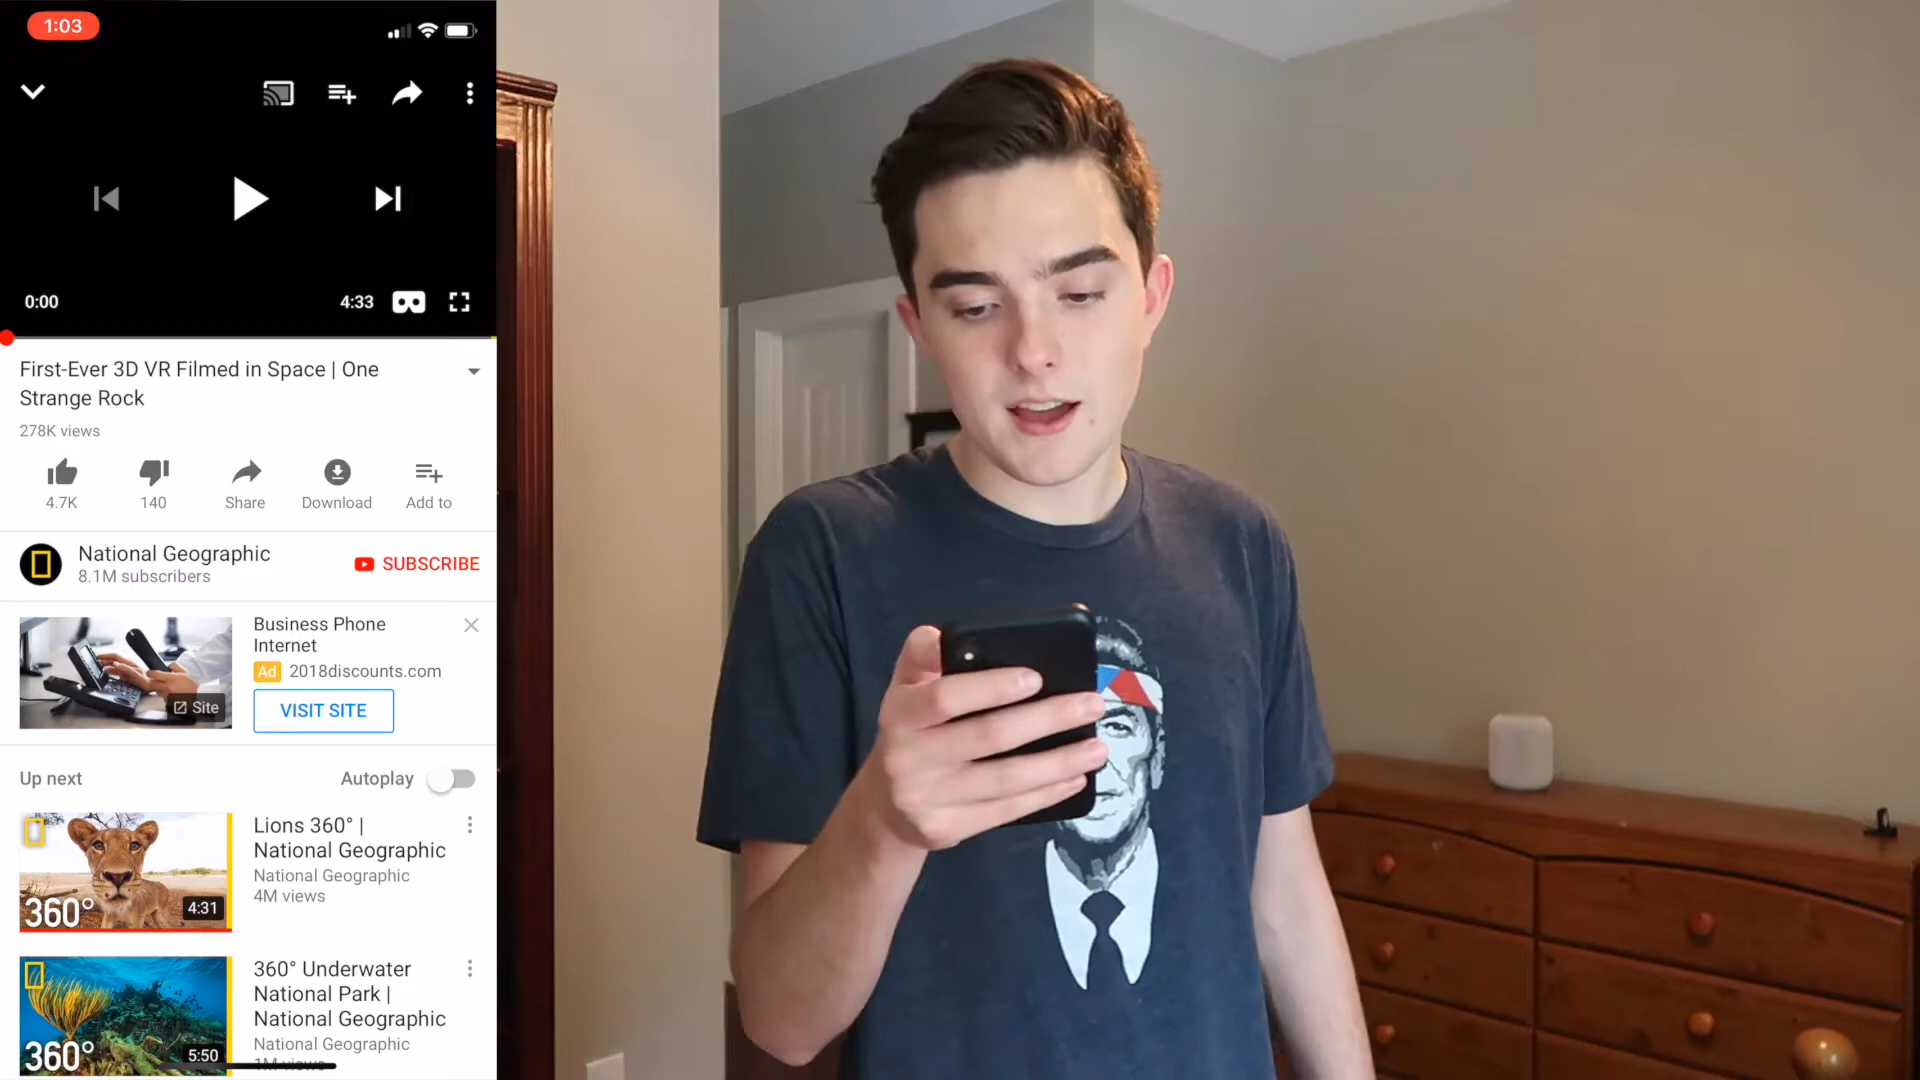 1:03
0:00
4:33
First-Ever 3D VR Filmed in Space | One
Strange Rock
278K views
4.7K
140
Share
Download
Add to
National Geographic
8.1M subscribers
SUBSCRIBE
Business Phone
Internet
Ad 2018discounts.com
Site
VISIT SITE
Up next
Autoplay
Lions 360° |
National Geographic
National Geographic
4M views
360°
4:31
360° Underwater
National Park |
National Geographic
National Geographic
1M views
360°
5:50